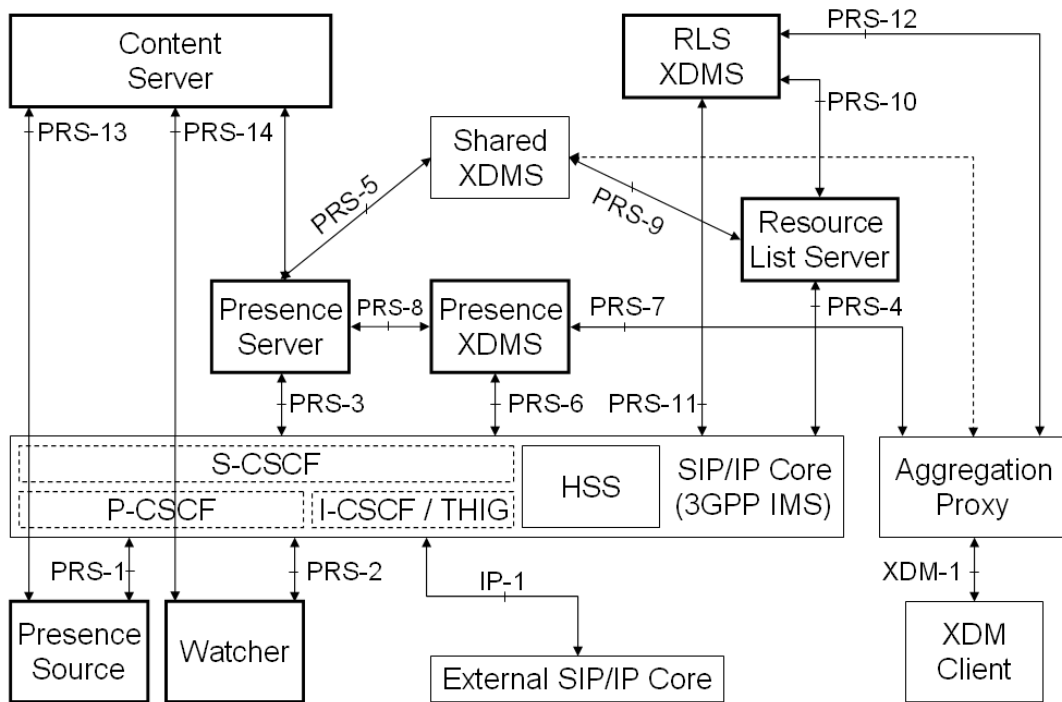 Content
Server
RLS
XDMS
PRS-12
PRS-13
PRS-14
PRS-10
Shared
XDMS
PRS-5
PRS-9
Resource
List Server
Presence
Server
PRS-8
Presence
XDMS
PRS-7
PRS-4
PRS-3
PRS-6
PRS-11
S-CSCF
P-CSCF
I-CSCF / THIG
HSS
SIP/IP Core
(3GPP IMS)
Aggregation
Proxy
PRS-1
PRS-2
IP-1
XDM-1
Presence
Source
Watcher
External SIP/IP Core
XDM
Client